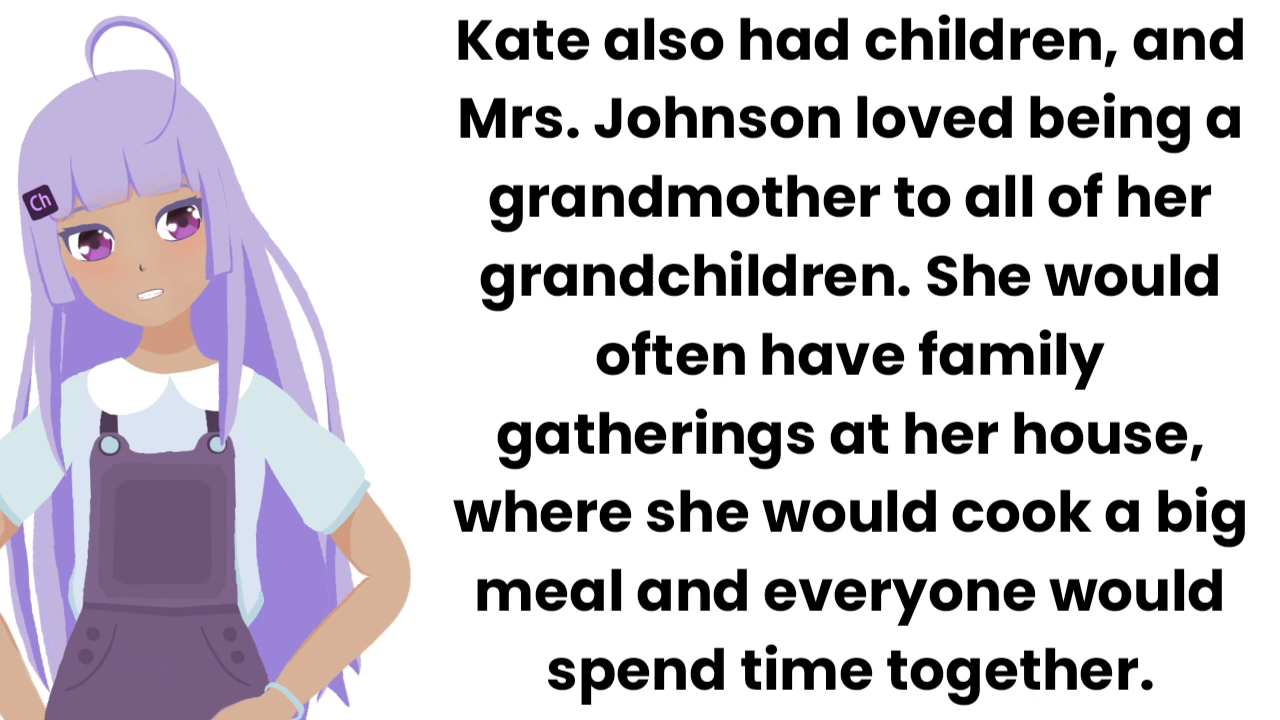 Kate also had children, and
Mrs. Johnson loved being a
grandmother to all of her
grandchildren. She would
often have family
gatherings at her house,
where she would cook a big
meal and everyone would
spend time together.
Ch